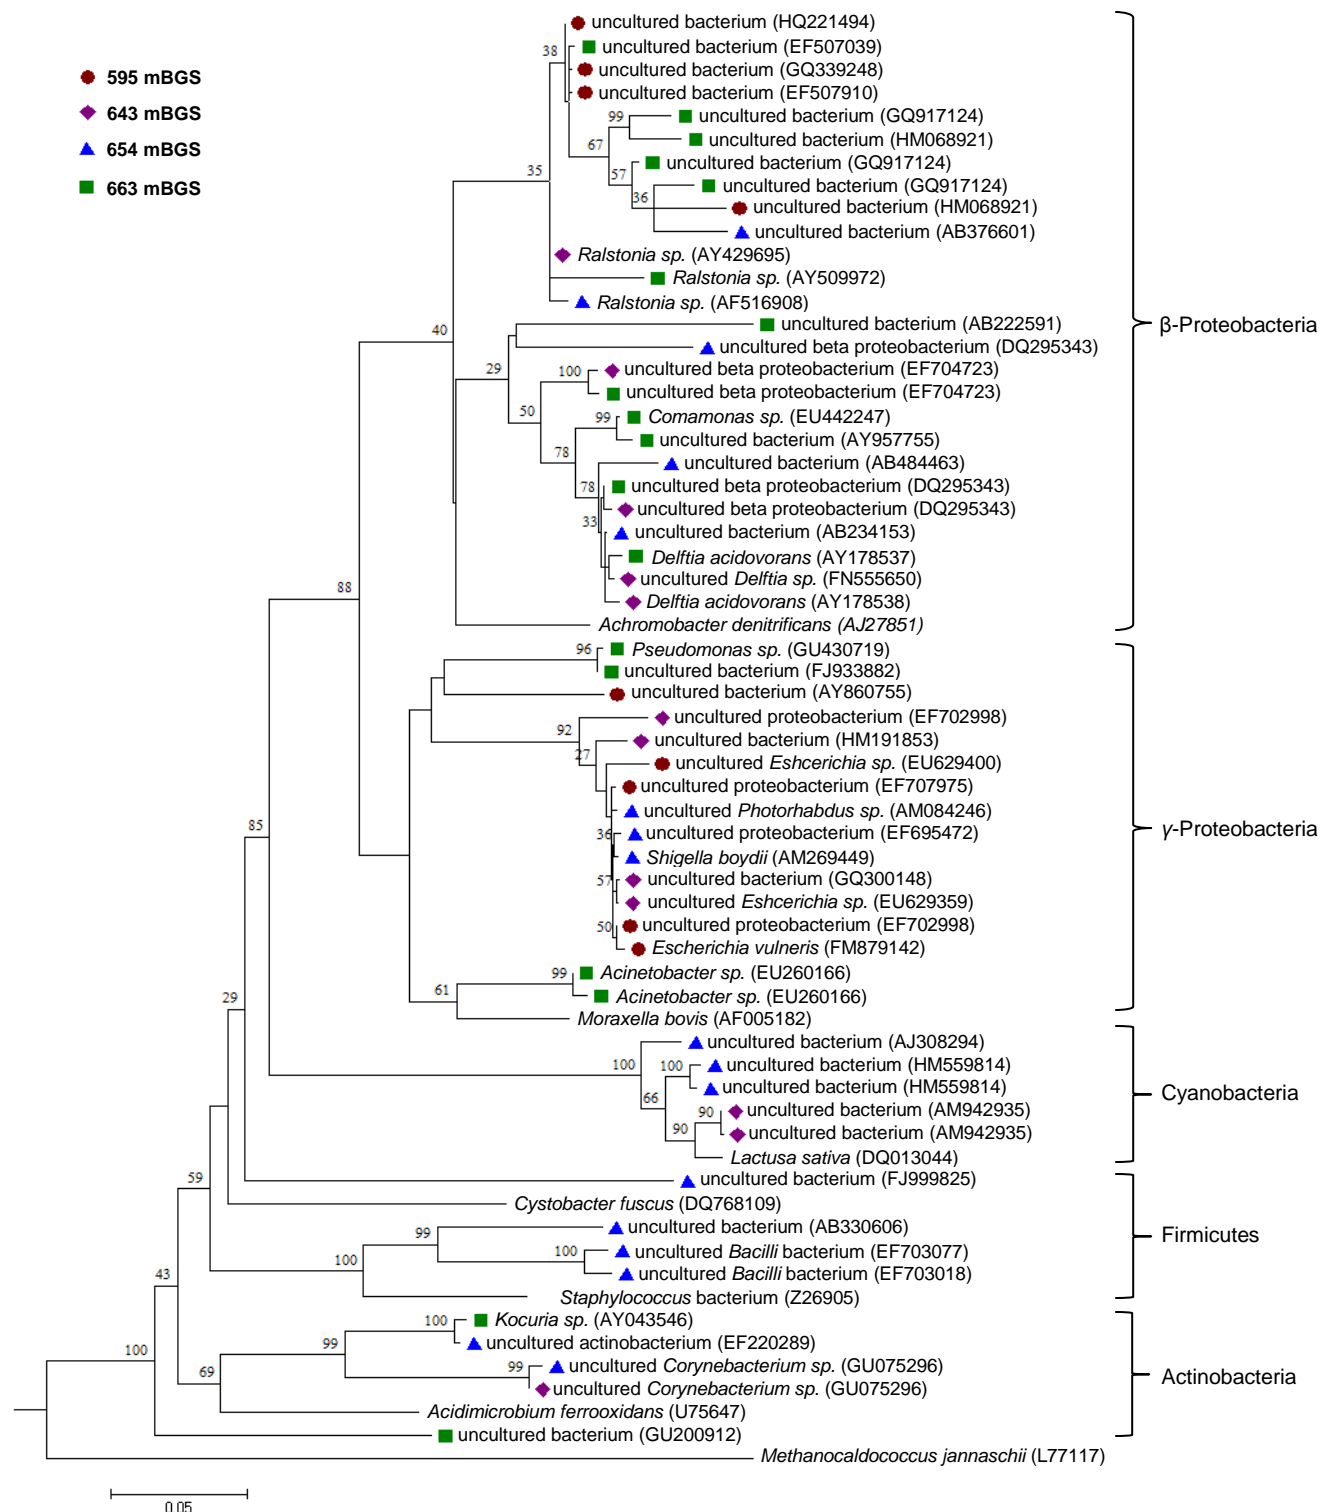 uncultured bacterium (HQ221494)
38
uncultured bacterium (EF507039)
595 mBGS
uncultured bacterium (GQ339248)
uncultured bacterium (EF507910)
643 mBGS
99
uncultured bacterium (GQ917124)
uncultured bacterium (HM068921)
654 mBGS
67
uncultured bacterium (GQ917124)
35
57
663 mBGS
uncultured bacterium (GQ917124)
36
uncultured bacterium (HM068921)
uncultured bacterium (AB376601)
Ralstonia sp. (AY429695)
Ralstonia sp. (AY509972)
Ralstonia sp. (AF516908)
40
uncultured bacterium (AB222591)
β-Proteobacteria
uncultured beta proteobacterium (DQ295343)
29
100
uncultured beta proteobacterium (EF704723)
uncultured beta proteobacterium (EF704723)
50
99
Comamonas sp. (EU442247)
uncultured bacterium (AY957755)
78
uncultured bacterium (AB484463)
78
uncultured beta proteobacterium (DQ295343)
uncultured beta proteobacterium (DQ295343)
33
uncultured bacterium (AB234153)
Delftia acidovorans (AY178537)
uncultured Delftia sp. (FN555650)
88
Delftia acidovorans (AY178538)
Achromobacter denitrificans (AJ27851)
96
Pseudomonas sp. (GU430719)
uncultured bacterium (FJ933882)
uncultured bacterium (AY860755)
uncultured proteobacterium (EF702998)
92
uncultured bacterium (HM191853)
27
uncultured Eshcerichia sp. (EU629400)
uncultured proteobacterium (EF707975)
uncultured Photorhabdus sp. (AM084246)
85
36
uncultured proteobacterium (EF695472)
γ-Proteobacteria
Shigella boydii (AM269449)
57
uncultured bacterium (GQ300148)
uncultured Eshcerichia sp. (EU629359)
50
uncultured proteobacterium (EF702998)
Escherichia vulneris (FM879142)
99
Acinetobacter sp. (EU260166)
61
Acinetobacter sp. (EU260166)
29
Moraxella bovis (AF005182)
uncultured bacterium (AJ308294)
100
100
uncultured bacterium (HM559814)
uncultured bacterium (HM559814)
Cyanobacteria
66
90
uncultured bacterium (AM942935)
90
uncultured bacterium (AM942935)
Lactusa sativa (DQ013044)
59
uncultured bacterium (FJ999825)
Cystobacter fuscus (DQ768109)
99
uncultured bacterium (AB330606)
Firmicutes
100
100
uncultured Bacilli bacterium (EF703077)
43
uncultured Bacilli bacterium (EF703018)
Staphylococcus bacterium (Z26905)
100
Kocuria sp. (AY043546)
100
99
uncultured actinobacterium (EF220289)
69
99
uncultured Corynebacterium sp. (GU075296)
Actinobacteria
uncultured Corynebacterium sp. (GU075296)
Acidimicrobium ferrooxidans (U75647)
uncultured bacterium (GU200912)
Methanocaldococcus jannaschii (L77117)
0.05